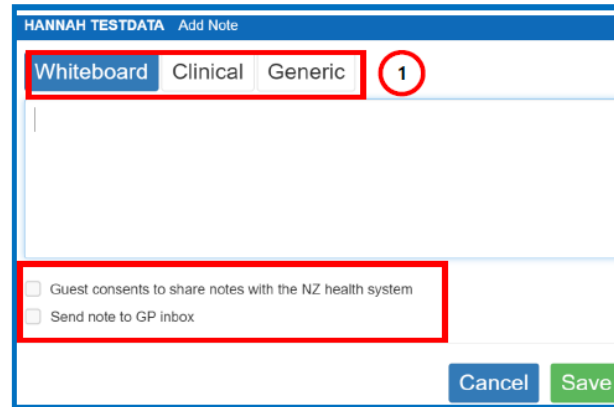 HANNAH TESTDATA Add Note
Whiteboard Clinical Generic 1
Guest consents to share notes with the NZ health system
Send note to GP inbox
Cancel Save